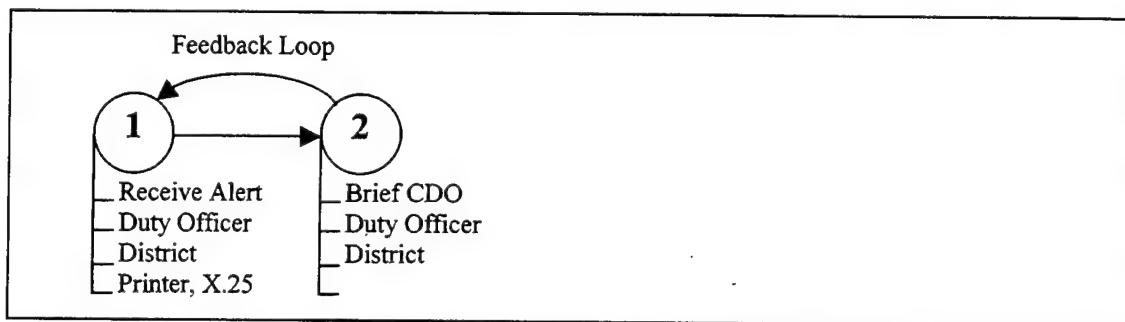 Feedback Loop
1
2
Receive Alert
Duty Officer
District
Printer, X.25
Brief CDO
Duty Officer
District